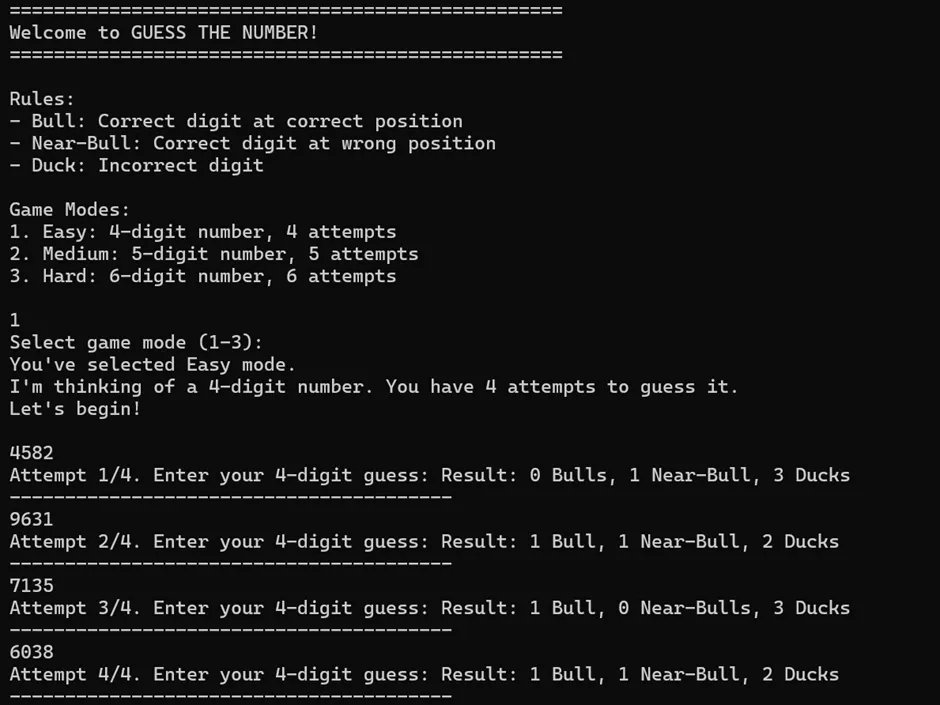 ==================================================
Welcome to GUESS THE NUMBER!
==================================================
Rules:
- Bull: Correct digit at correct position
- Near-Bull: Correct digit at wrong position
- Duck: Incorrect digit
Game Modes:
1. Easy: 4-digit number, 4 attempts
2. Medium: 5-digit number, 5 attempts
3. Hard: 6-digit number, 6 attempts
1
Select game mode (1-3):
You've selected Easy mode.
I'm thinking of a 4-digit number. You have 4 attempts to guess it.
Let's begin!
4582
Attempt 1/4. Enter your 4-digit guess: Result: 0 Bulls, 1 Near-Bull, 3 Ducks
----------------------------------------
9631
Attempt 2/4. Enter your 4-digit guess: Result: 1 Bull, 1 Near-Bull, 2 Ducks
----------------------------------------
7135
Attempt 3/4. Enter your 4-digit guess: Result: 1 Bull, 0 Near-Bulls, 3 Ducks
----------------------------------------
6038
Attempt 4/4. Enter your 4-digit guess: Result: 1 Bull, 1 Near-Bull, 2 Ducks
----------------------------------------